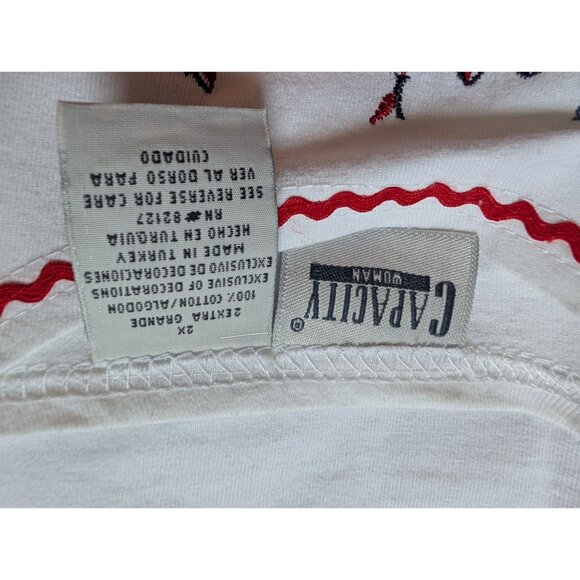 2X
2EXTRA GRANDE
100% COTTON/ALGODON
EXCLUSIVE OF DECORATIONS
EXCLUSIVO DE DECORACIONES
MADE IN TURKEY
HECHO EN TURQUIA
RN# 82127
SEE REVERSE FOR CARE
VER AL DORSO PARA
CUIDADO
CAPACITY®
WOMAN